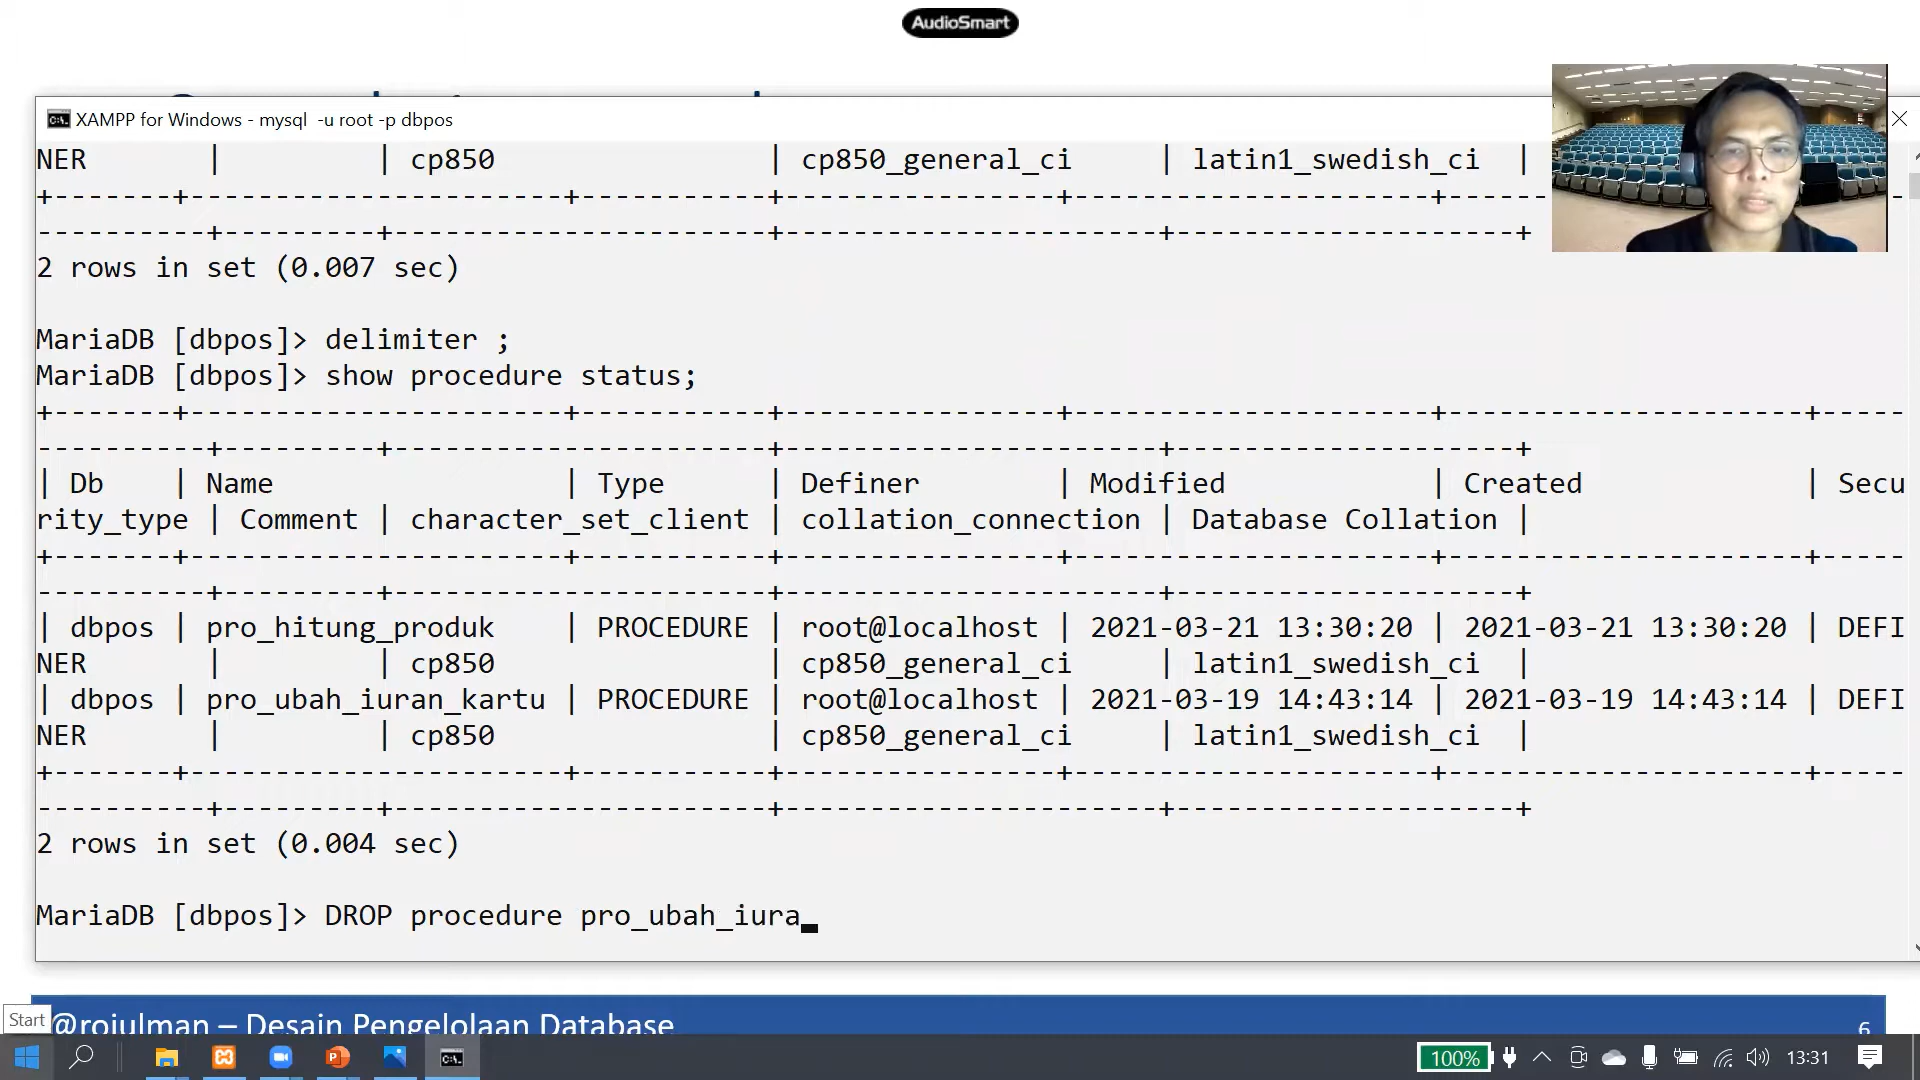 AudioSmart
XAMPP for Windows - mysql  -u root -p dbpos
NER       |         | cp850                | cp850_general_ci     | latin1_swedish_ci  |
+-------+----------------------+-----------+----------------+---------------------+------
----------+---------+----------------------+----------------------+--------------------+
2 rows in set (0.007 sec)
MariaDB [dbpos]> delimiter ;
MariaDB [dbpos]> show procedure status;
+-------+----------------------+-----------+----------------+---------------------+---------------------+-----
----------+---------+----------------------+----------------------+--------------------+
| Db    | Name                 | Type      | Definer        | Modified            | Created             | Secu
rity_type | Comment | character_set_client | collation_connection | Database Collation |
+-------+----------------------+-----------+----------------+---------------------+---------------------+-----
----------+---------+----------------------+----------------------+--------------------+
| dbpos | pro_hitung_produk    | PROCEDURE | root@localhost | 2021-03-21 13:30:20 | 2021-03-21 13:30:20 | DEFI
NER       |         | cp850                | cp850_general_ci     | latin1_swedish_ci  |
| dbpos | pro_ubah_iuran_kartu | PROCEDURE | root@localhost | 2021-03-19 14:43:14 | 2021-03-19 14:43:14 | DEFI
NER       |         | cp850                | cp850_general_ci     | latin1_swedish_ci  |
+-------+----------------------+-----------+----------------+---------------------+---------------------+-----
----------+---------+----------------------+----------------------+--------------------+
2 rows in set (0.004 sec)
MariaDB [dbpos]> DROP procedure pro_ubah_iura_
@rojulman – Desain Pengelolaan Database
6
Start
100%
13:31